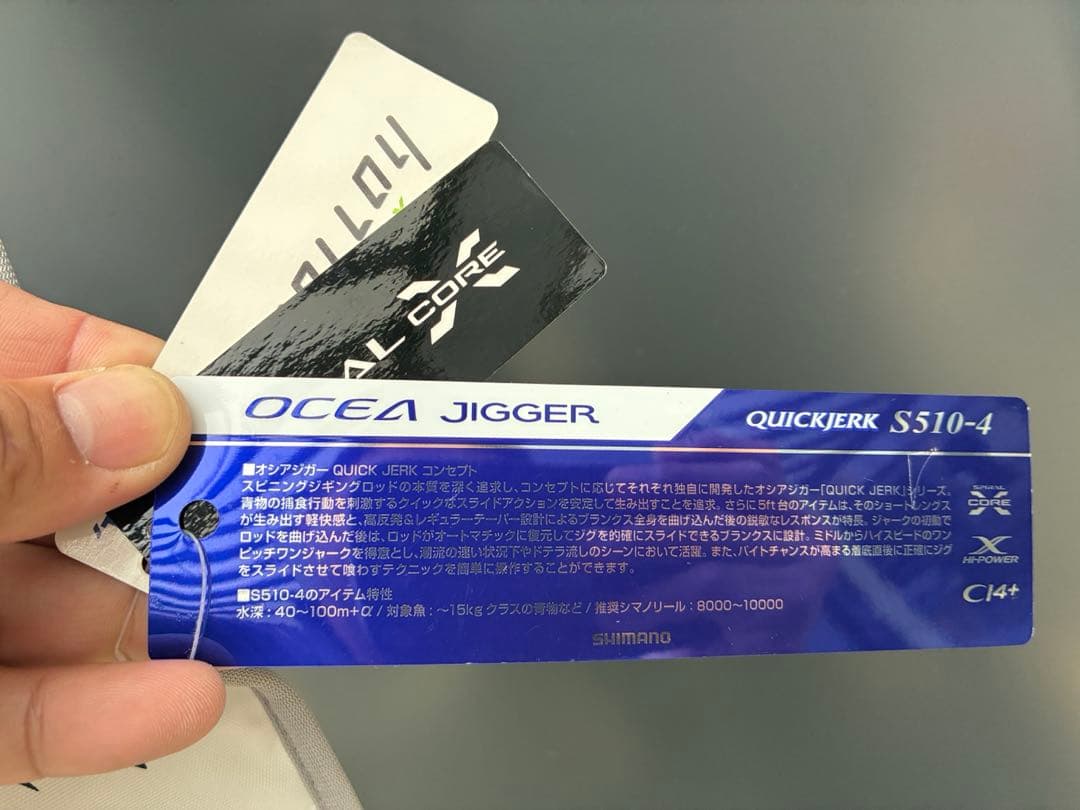 AL CORE
OCEA JIGGER
QUICKJERK S510-4
■オシアジガー QUICK JERK コンセプト
スピニングジギングロッドの本質を深く追求し、コンセプトに応じてそれぞれ独自に開発したオシアジガー「QUICK JERK」シリーズ。
青物の捕食行動を刺激するクイックなスライドアクションを安定して生み出すことを追求。さらに5ft台のアイテムは、そのショートレングス
が生み出す軽快感と、高反発&レギュラーテーパー設計によるブランクス全身を曲げ込んだ後の鋭敏なレスポンスが特長。ジャークの初動で
ロッドを曲げ込んだ後は、ロッドがオートマチックに復元してジグを的確にスライドできるブランクスに設計。ミドルからハイスピードのワン
ピッチワンジャークを得意とし、潮流の速い状況下やドテラ流しのシーンにおいて活躍。また、バイトチャンスが高まる着底直後に正確にジグ
をスライドさせて喰わすテクニックを簡単に操作することができます。
■S510-4のアイテム特性
水深:40〜100m+α / 対象魚:〜15kgクラスの青物など / 推奨シマノリール:8000〜10000
SHIMANO
SPIRAL
CORE
X
HI-POWER
CI4+